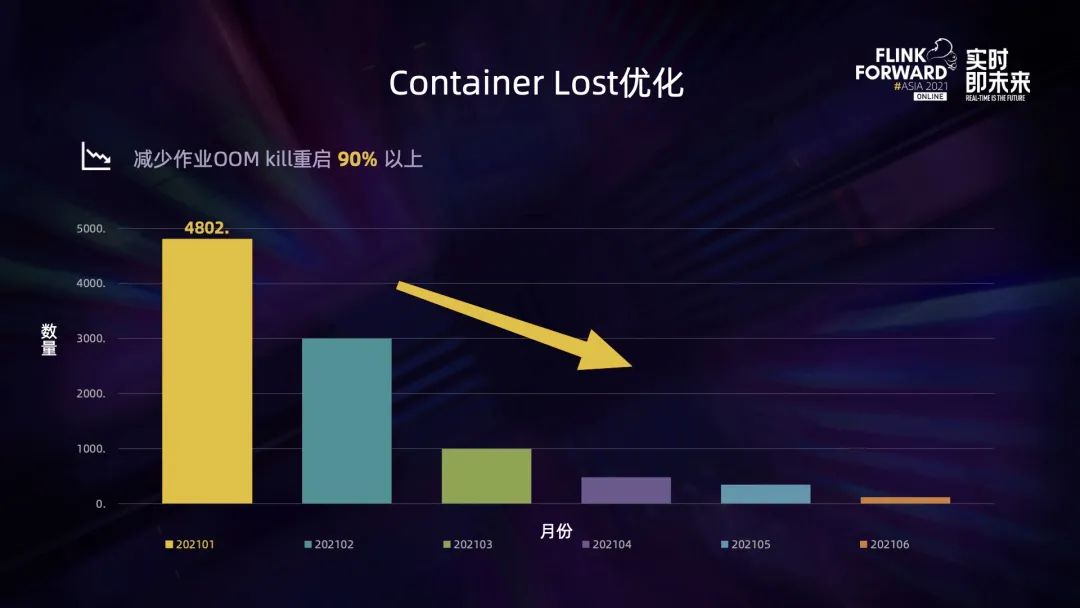 Container Lost优化
FLINK
FORWARD
#ASIA 2021
ONLINE
实时
即未来
REAL-TIME IS THE FUTURE
减少作业OOM kill重启 90% 以上
4802.
5000.
4000.
3000.
2000.
1000.
0.
数量
月份
202101
202102
202103
202104
202105
202106